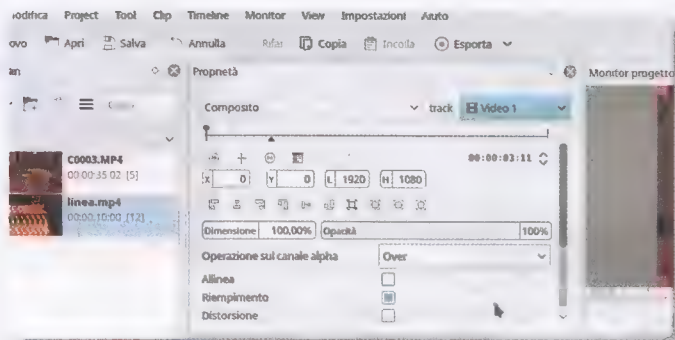 Modifica Project Tool Clip Timeline Monitor View Impostazioni Aiuto
ovo Apri Salva Annulla Rifai Copia Incolla Esporta
Proprietà
Monitor progetto
Composito
track Video 1
C0003.MP4
00:00:35:02 [5]
linea.mp4
00:00:10:00 [12]
00:00:03:11
X 0 Y 0 L 1920 H 1080
Dimensione 100,00% Opacità 100%
Operazione sul canale alpha Over
Allinea
Riempimento
Distorsione